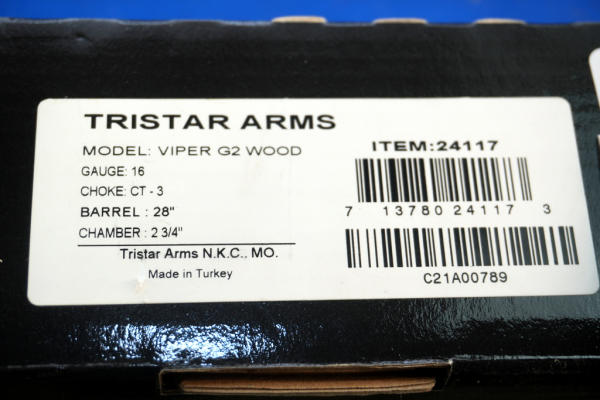 TRISTAR ARMS
MODEL: VIPER G2 WOOD
GAUGE: 16
CHOKE: CT - 3
BARREL : 28"
CHAMBER : 2 3/4"
Tristar Arms N.K.C., MO.
Made in Turkey
ITEM:24117
7 13780 24117 3
C21A00789